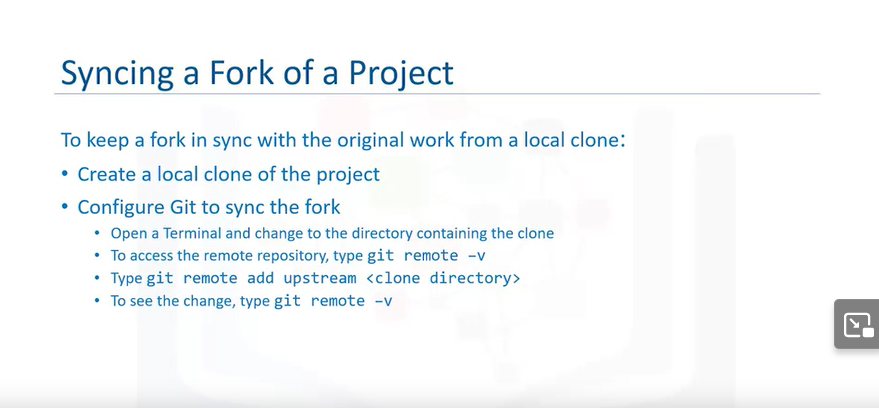 Syncing a Fork of a Project
To keep a fork in sync with the original work from a local clone:
• Create a local clone of the project
• Configure Git to sync the fork
• Open a Terminal and change to the directory containing the clone
• To access the remote repository, type git remote –v
• Type git remote add upstream <clone directory>
• To see the change, type git remote –v